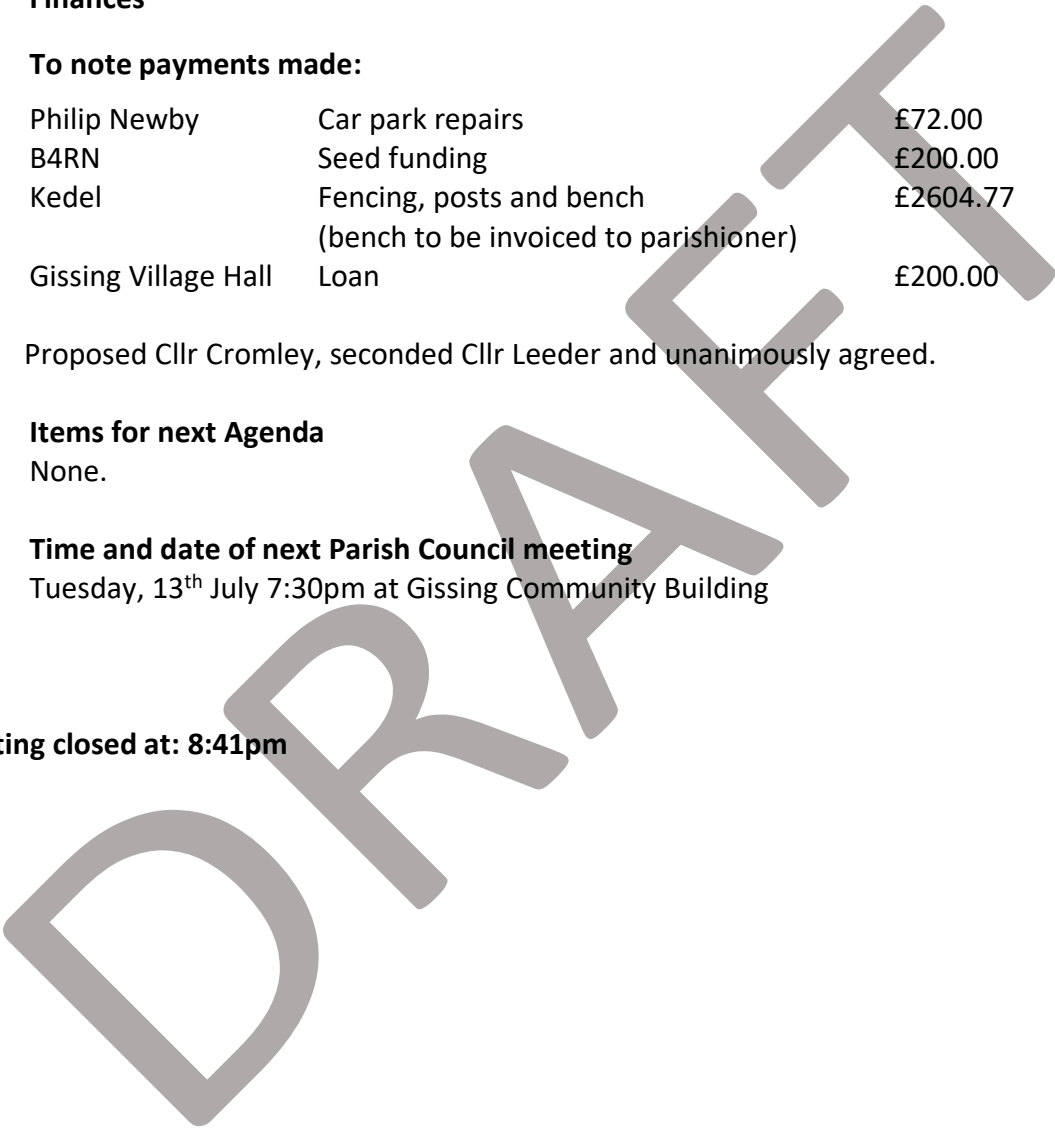 Finances
To note payments made:
Philip Newby Car park repairs £72.00
B4RN Seed funding £200.00
Kedel Fencing, posts and bench £2604.77
(bench to be invoiced to parishioner)
Gissing Village Hall Loan £200.00
Proposed Cllr Cromley, seconded Cllr Leeder and unanimously agreed.
Items for next Agenda
None.
Time and date of next Parish Council meeting
Tuesday, 13th July 7:30pm at Gissing Community Building
ting closed at: 8:41pm
DRAFT